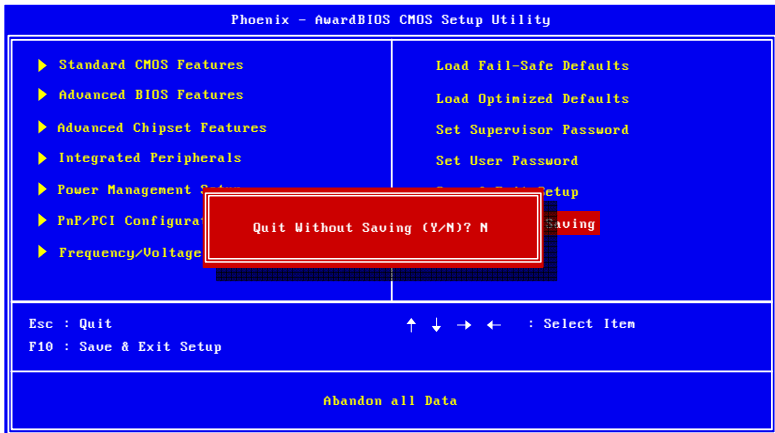 Phoenix - AwardBIOS CMOS Setup Utility
Standard CMOS Features
Advanced BIOS Features
Advanced Chipset Features
Integrated Peripherals
Power Management
PnP/PCI
Frequency/Voltage
Load Fail-Safe Defaults
Load Optimized Defaults
Set Supervisor Password
Set User Password
Setup
Saving
Quit Without Saving (Y/N)? N
Esc : Quit
F10 : Save & Exit Setup
↑ ↓ → ← : Select Item
Abandon all Data